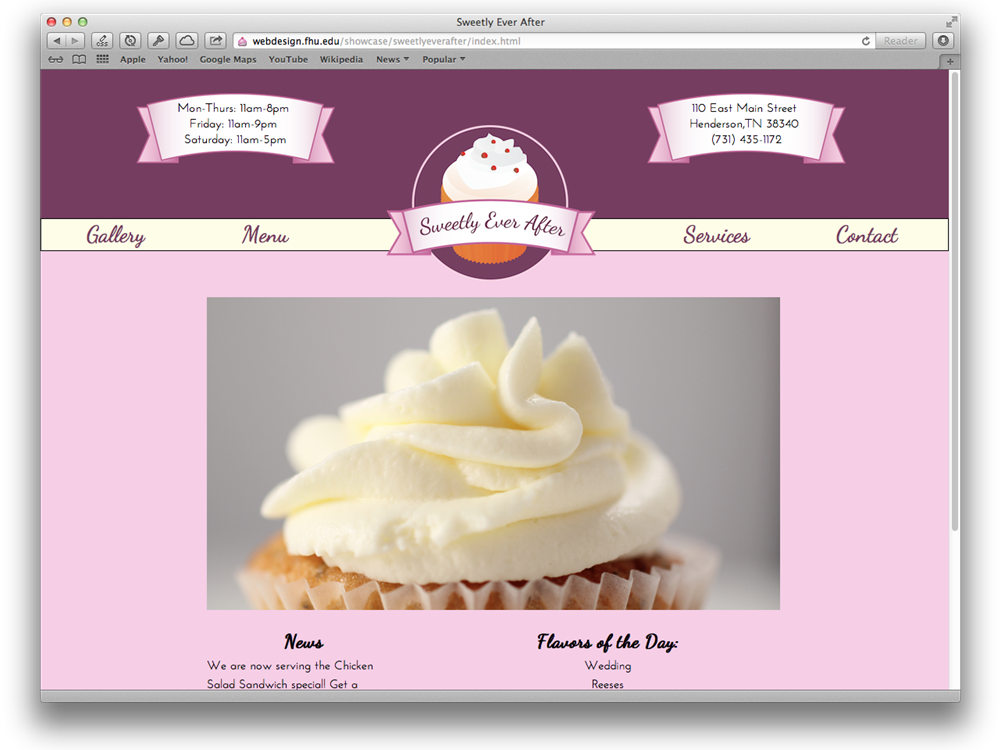 Sweetly Ever After
webdesign.fhu.edu/showcase/sweetlyeverafter/index.html
Reader
Apple Yahoo! Google Maps YouTube Wikipedia News Popular
Mon-Thurs: 11am-8pm
Friday: 11am-9pm
Saturday: 11am-5pm
110 East Main Street
Henderson,TN 38340
(731) 435-1172
Gallery
Menu
Sweetly Ever After
Services
Contact
News
We are now serving the Chicken
Salad Sandwich special! Get a
Flavors of the Day:
Wedding
Reeses